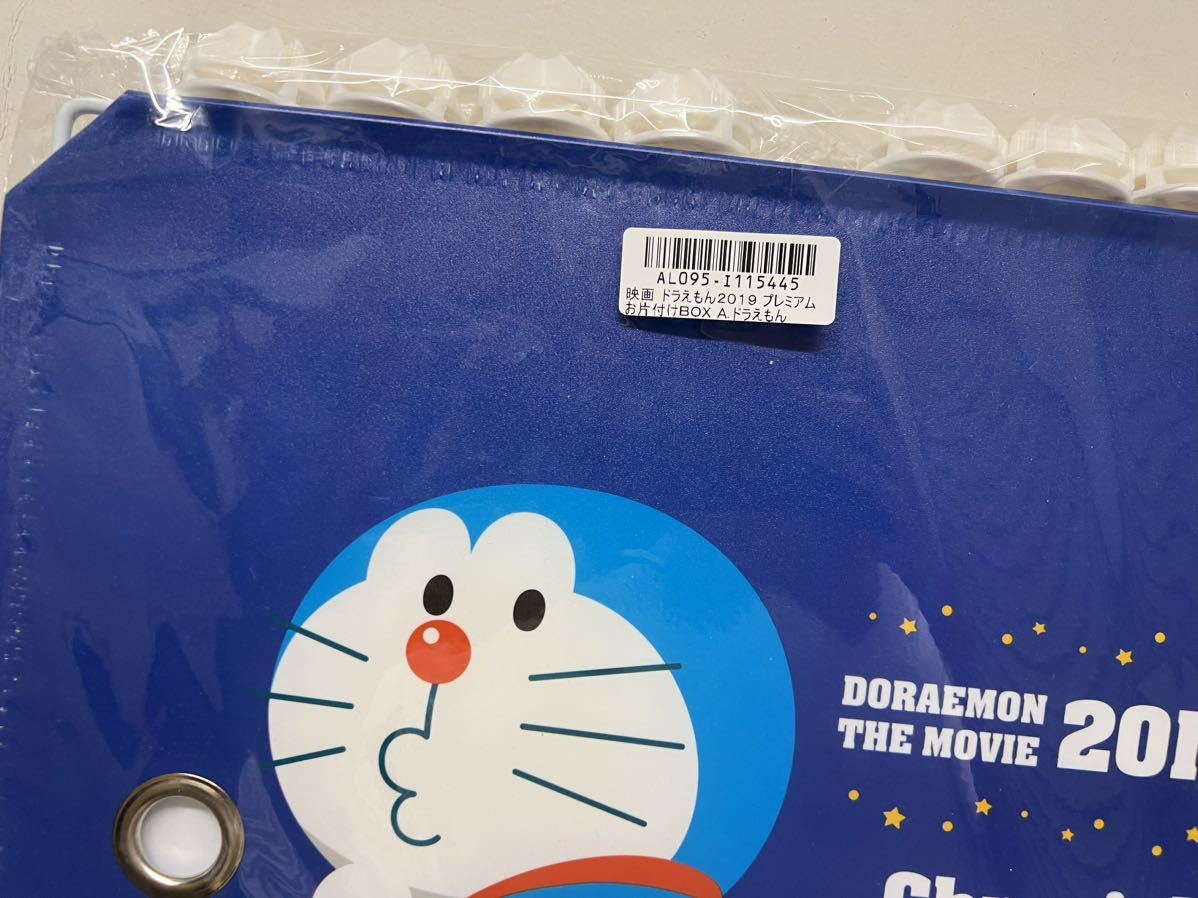 AL095-I115445
映画 ドラえもん2019 プレミアム
お片付けBOX A.ドラえもん
DORAEMON
THE MOVIE 201